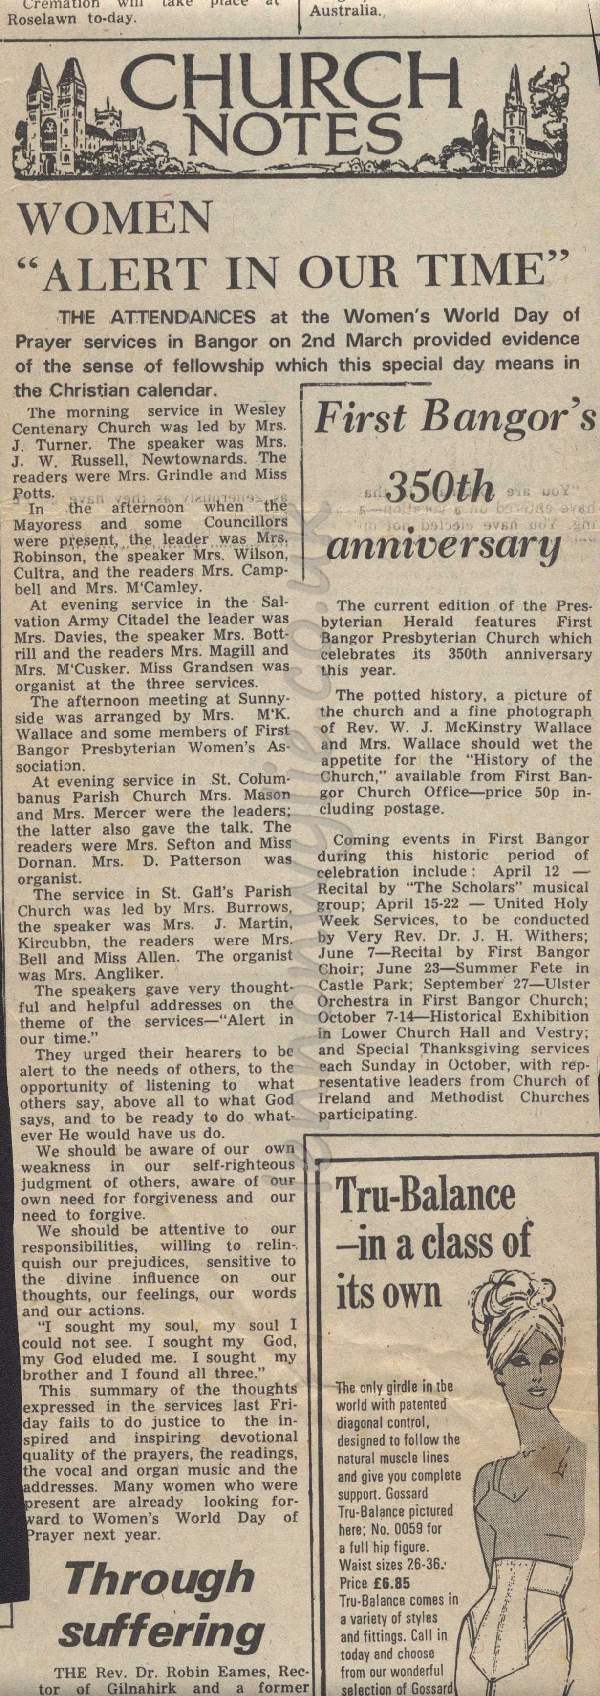 Cremation will take place at
Roselawn to-day.
Australia.
CHURCH
NOTES
WOMEN
"ALERT IN OUR TIME"
THE ATTENDANCES at the Women's World Day of
Prayer services in Bangor on 2nd March provided evidence
of the sense of fellowship which this special day means in
the Christian calendar.
The morning service in Wesley
Centenary Church was led by Mrs.
J. Turner. The speaker was Mrs.
J. W. Russell, Newtownards. The
readers were Mrs. Grindle and Miss
Potts.
In the afternoon when the
Mayoress and some Councillors
were present, the leader was Mrs.
Robinson, the speaker Mrs. Wilson,
Cultra, and the readers Mrs. Camp-
bell and Mrs. M'Camley.
At evening service in the Sal-
vation Army Citadel the leader was
Mrs. Davies, the speaker Mrs. Bott-
rill and the readers Mrs. Magill and
Mrs. M'Cusker. Miss Grandsen was
organist at the three services.
The afternoon meeting at Sunny-
side was arranged by Mrs. M'K.
Wallace and some members of First
Bangor Presbyterian Women's As-
sociation.
At evening service in St. Colum-
banus Parish Church Mrs. Mason
and Mrs. Mercer were the leaders;
the latter also gave the talk. The
readers were Mrs. Sefton and Miss
Dornan. Mrs. D. Patterson was
organist.
The service in St. Gall's Parish
Church was led by Mrs. Burrows,
the speaker was Mrs. J. Martin,
Kircubbn, the readers were Mrs.
Bell and Miss Allen. The organist
was Mrs. Angliker.
The speakers gave very thought-
ful and helpful addresses on the
theme of the services—"Alert in
our time."
They urged their hearers to be
alert to the needs of others, to the
opportunity of listening to what
others say, above all to what God
says, and to be ready to do what-
ever He would have us do.
We should be aware of our own
weakness in our self-righteous
judgment of others, aware of our
own need for forgiveness and our
need to forgive.
We should be attentive to our
responsibilities, willing to relin-
quish our prejudices, sensitive to
the divine influence on our
thoughts, our feelings, our words
and our actions.
"I sought my soul, my soul I
could not see. I sought my God,
my God eluded me. I sought my
brother and I found all three."
This summary of the thoughts
expressed in the services last Fri-
day fails to do justice to the in-
spired and inspiring devotional
quality of the prayers, the readings,
the vocal and organ music and the
addresses. Many women who were
present are already looking for-
ward to Women's World Day of
Prayer next year.
Through
suffering
THE Rev. Dr. Robin Eames, Rec-
tor of Gilnahirk and a former
First Bangor's
350th
anniversary
The current edition of the Pres-
byterian Herald features First
Bangor Presbyterian Church which
celebrates its 350th anniversary
this year.
The potted history, a picture of
the church and a fine photograph
of Rev. W. J. McKinstry Wallace
and Mrs. Wallace should wet the
appetite for the "History of the
Church," available from First Ban-
gor Church Office—price 50p in-
cluding postage.
Coming events in First Bangor
during this historic period of
celebration include: April 12 —
Recital by "The Scholars" musical
group; April 15-22 — United Holy
Week Services, to be conducted
by Very Rev. Dr. J. H. Withers;
June 7—Recital by First Bangor
Choir; June 23—Summer Fete in
Castle Park; September 27—Ulster
Orchestra in First Bangor Church;
October 7-14—Historical Exhibition
in Lower Church Hall and Vestry;
and Special Thanksgiving services
each Sunday in October, with rep-
resentative leaders from Church of
Ireland and Methodist Churches
participating.
Tru-Balance
–in a class of
its own
The only girdle in the
world with patented
diagonal control,
designed to follow the
natural muscle lines
and give you complete
support. Gossard
Tru-Balance pictured
here; No. 0059 for
a full hip figure.
Waist sizes 26-36.
Price £6.85
Tru-Balance comes in
a variety of styles
and fittings. Call in
today and choose
from our wonderful
selection of Gossard